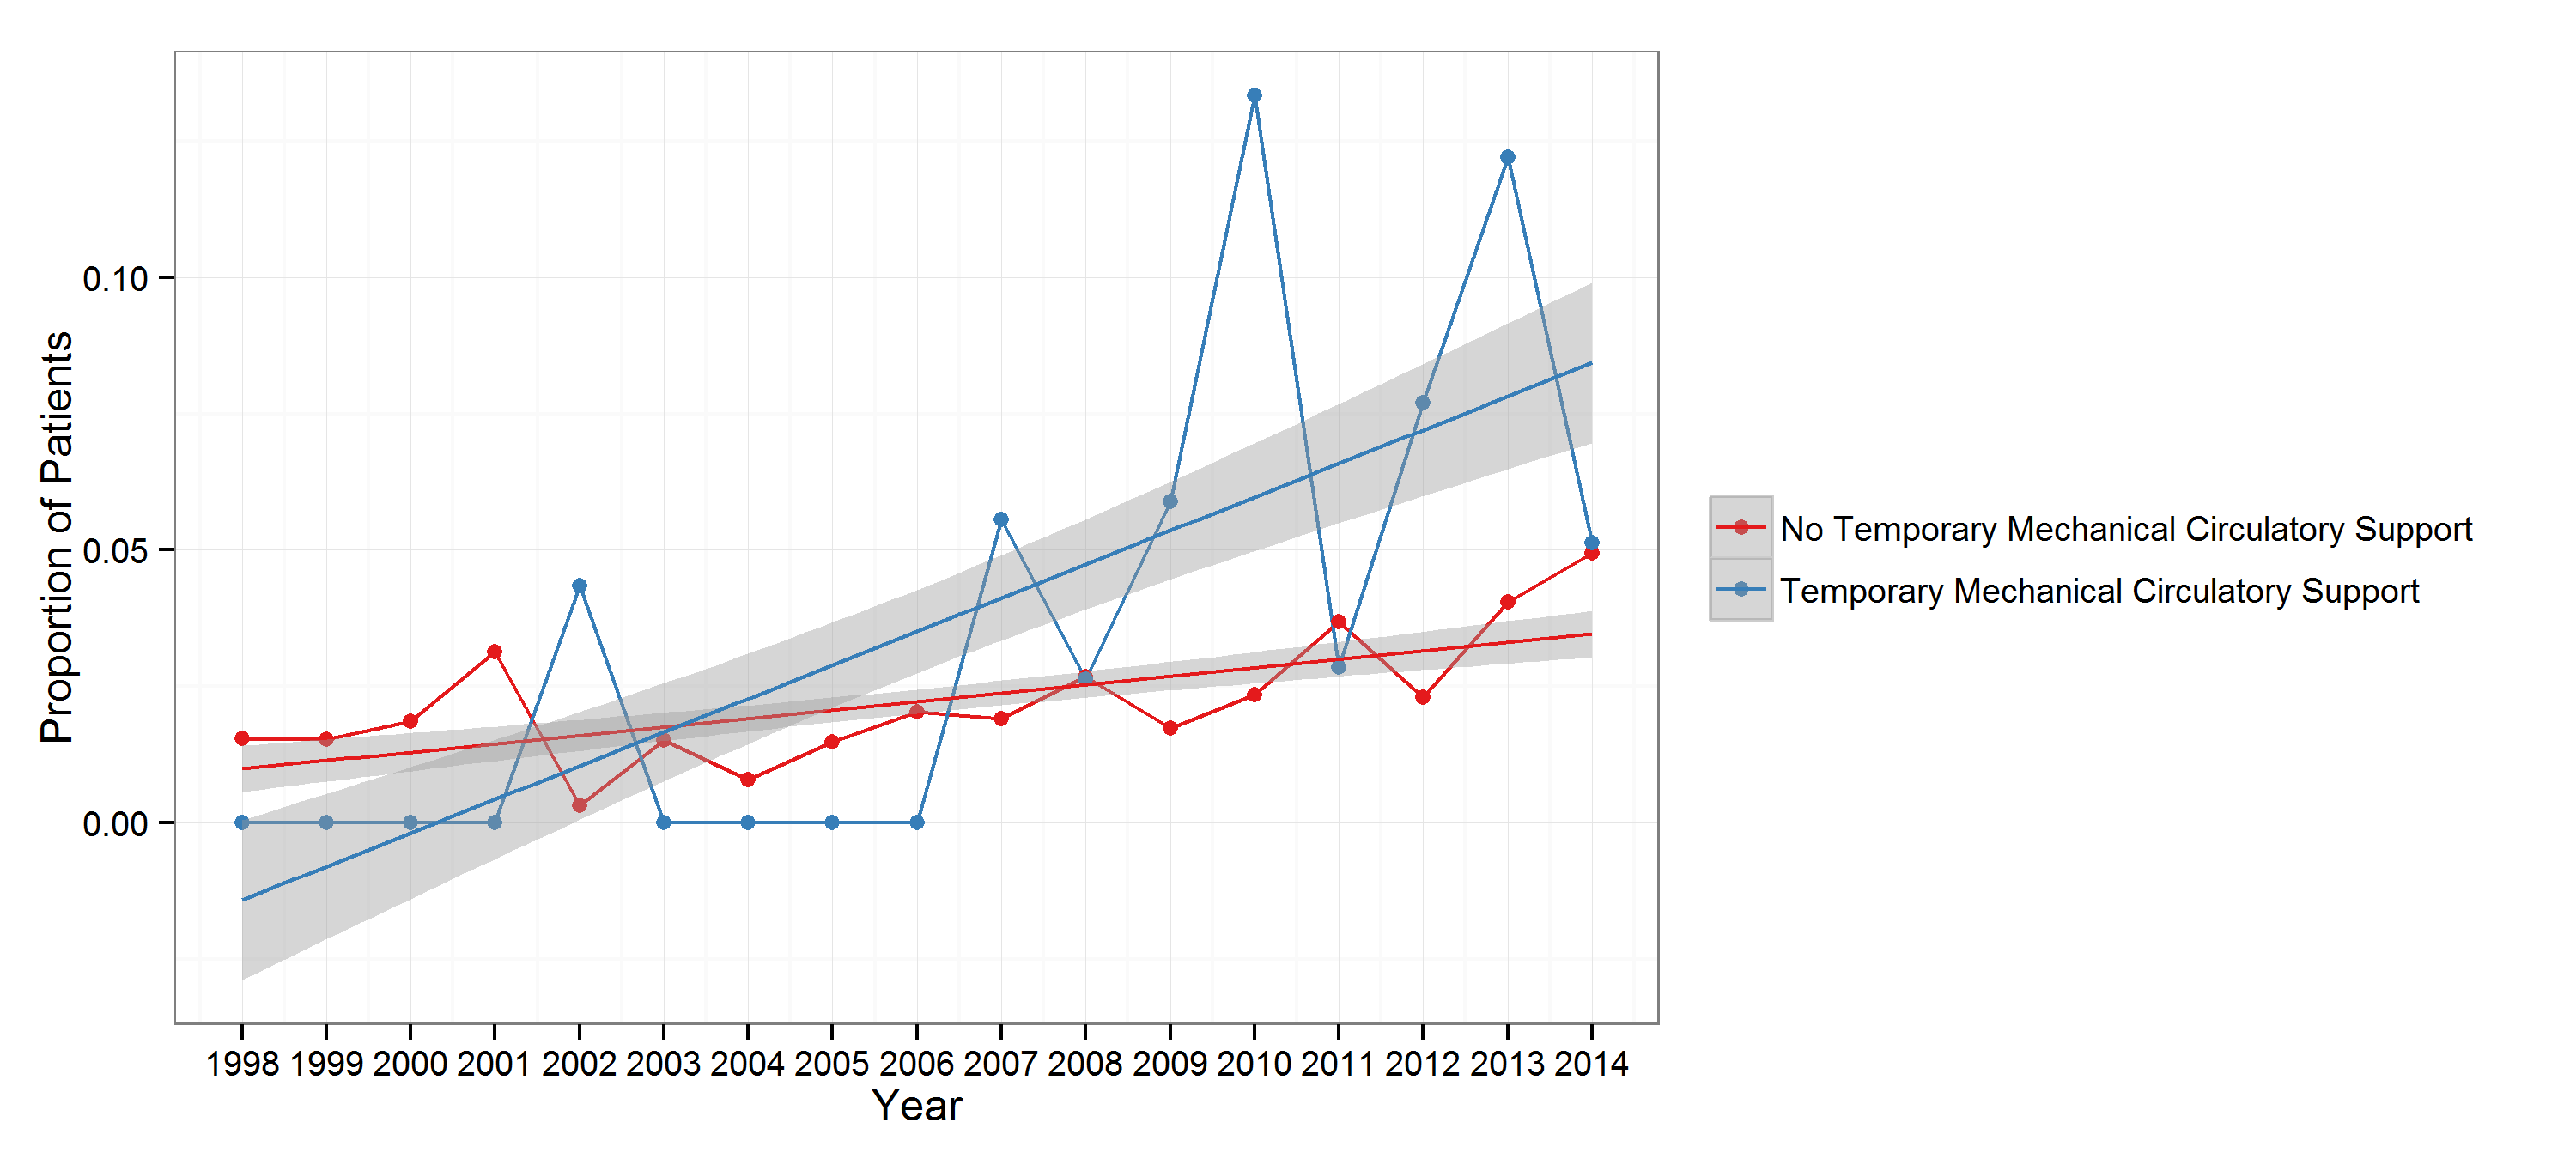 Proportion of Patients
0.10
0.05
0.00
1998 1999 2000 2001 2002 2003 2004 2005 2006 2007 2008 2009 2010 2011 2012 2013 2014
Year
No Temporary Mechanical Circulatory Support
Temporary Mechanical Circulatory Support